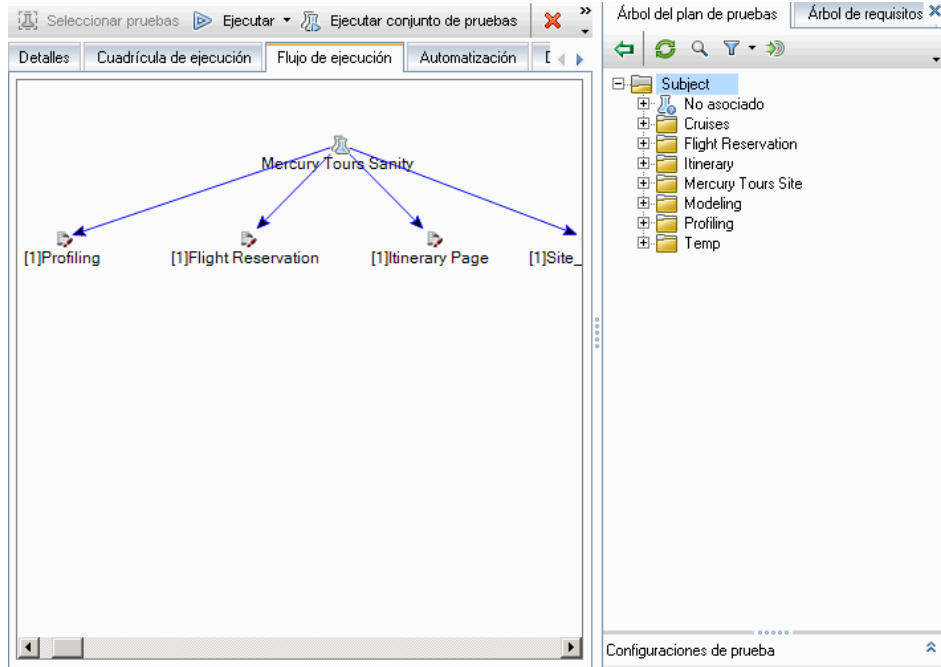 Seleccionar pruebas Ejecutar Ejecutar conjunto de pruebas
Detalles Cuadrícula de ejecución Flujo de ejecución Automatización
Mercury Tours Sanity
[1]Profiling [1]Flight Reservation [1]Itinerary Page [1]Site_
Árbol del plan de pruebas Árbol de requisitos
Subject
No asociado
Cruises
Flight Reservation
Itinerary
Mercury Tours Site
Modeling
Profiling
Temp
Configuraciones de prueba